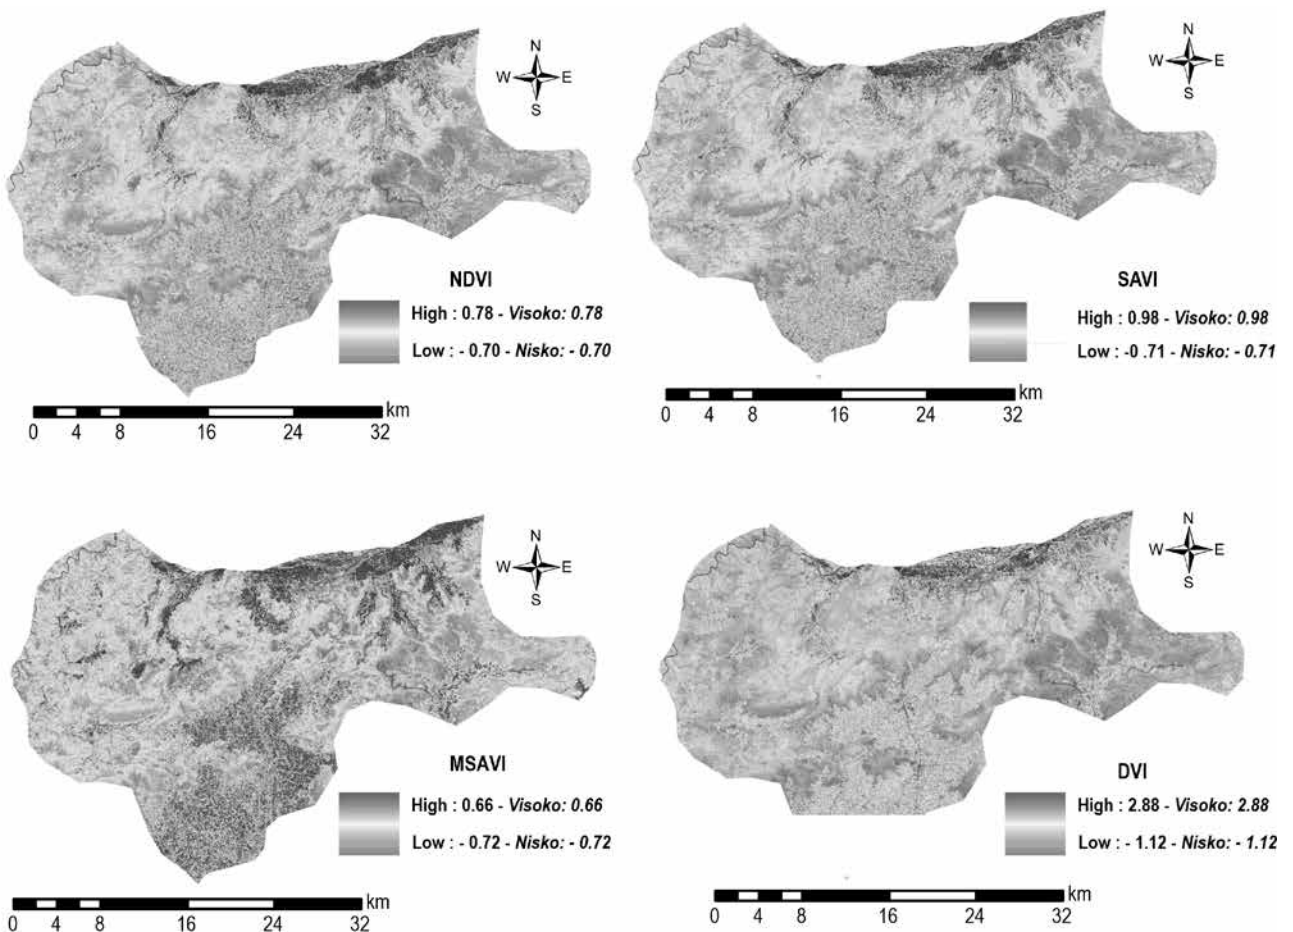 N
W E
S
NDVI
High : 0.78 - Visoko: 0.78
Low : - 0.70 - Nisko: - 0.70
km
0 4 8 16 24 32
N
W E
S
SAVI
High : 0.98 - Visoko: 0.98
Low : -0 .71 - Nisko: - 0.71
km
0 4 8 16 24 32
N
W E
S
MSAVI
High : 0.66 - Visoko: 0.66
Low : - 0.72 - Nisko: - 0.72
km
0 4 8 16 24 32
N
W E
S
DVI
High : 2.88 - Visoko: 2.88
Low : - 1.12 - Nisko: - 1.12
km
0 4 8 16 24 32